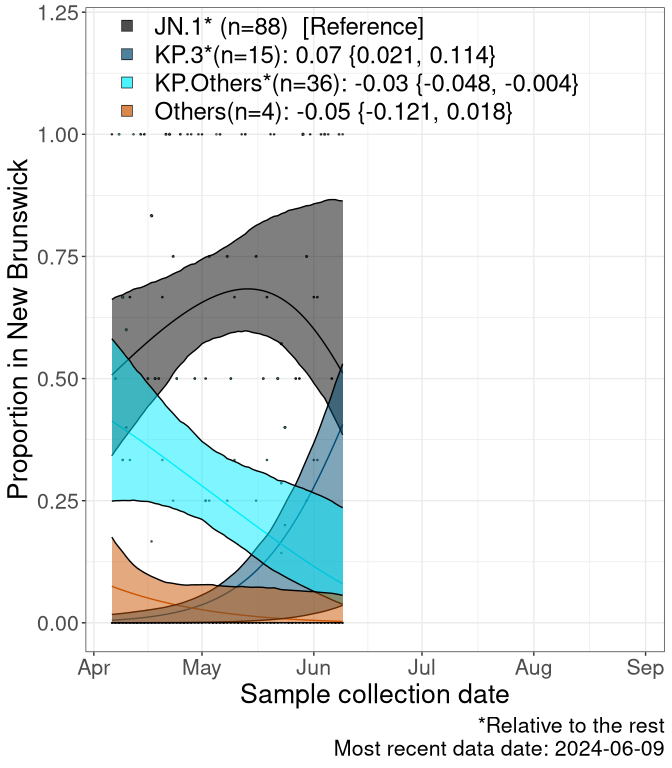 JN.1* (n=88)  [Reference]
KP.3*(n=15): 0.07 {0.021, 0.114}
KP.Others*(n=36): -0.03 {-0.048, -0.004}
Others(n=4): -0.05 {-0.121, 0.018}
Proportion in New Brunswick
1.25
1.00
0.75
0.50
0.25
0.00
Apr May Jun Jul Aug Sep
Sample collection date
*Relative to the rest
Most recent data date: 2024-06-09